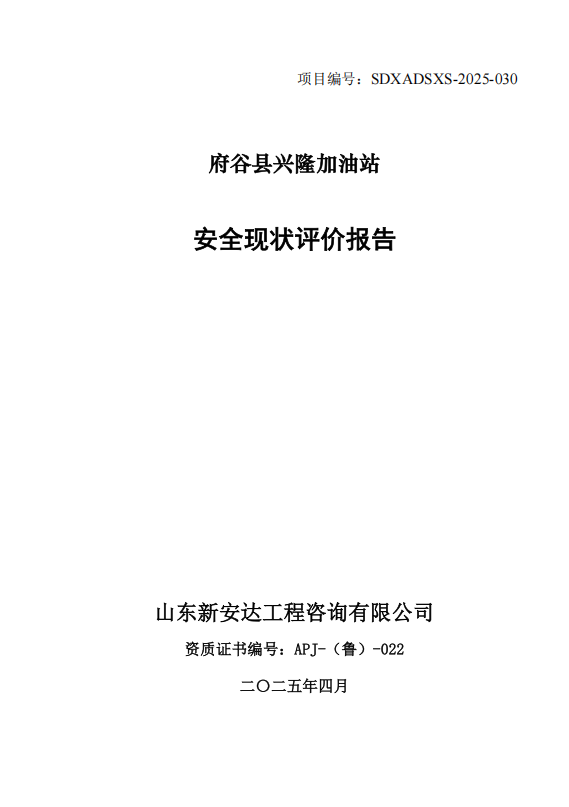 项目编号：SDXADSXS-2025-030
府谷县兴隆加油站
安全现状评价报告
山东新安达工程咨询有限公司
资质证书编号：APJ-（鲁）-022
二〇二五年四月